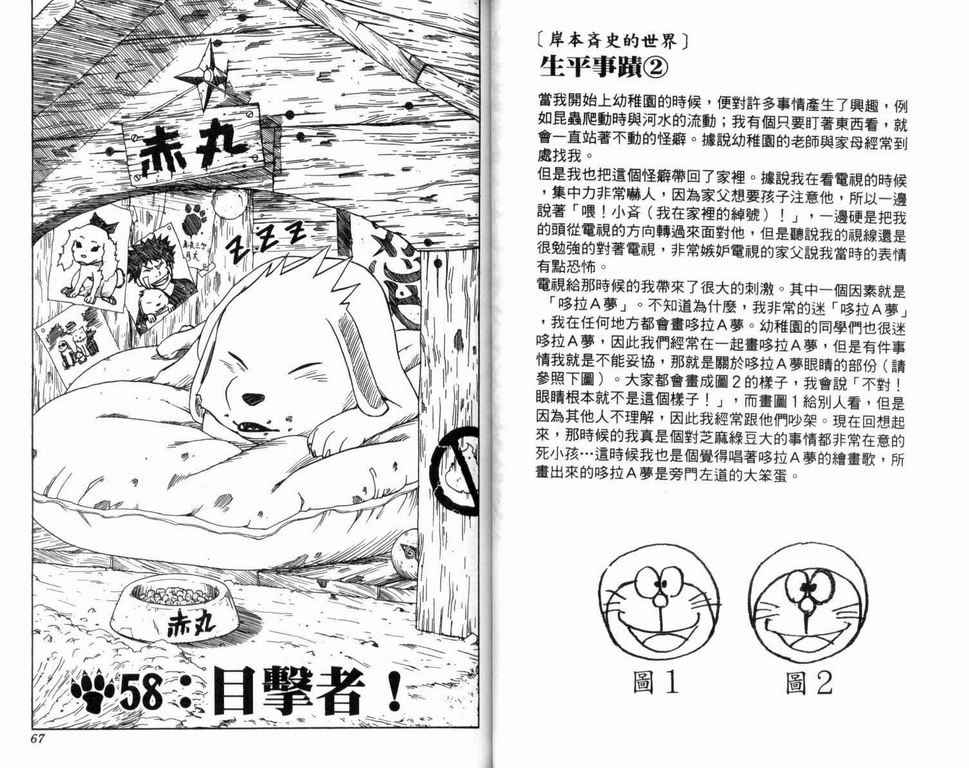 赤丸
ZZZ
赤丸
58：目擊者！
67
〔岸本斉史的世界〕
生平事蹟②
當我開始上幼稚園的時候，便對許多事情產生了興趣，例
如昆蟲爬動時與河水的流動；我有個只要盯著東西看，就
會一直站著不動的怪癖。據說幼稚園的老師與家母經常到
處找我。
但是我也把這個怪癖帶回了家裡。據說我在看電視的時候
，集中力非常嚇人，因為家父想要孩子注意他，所以一邊
說著「喂！小斉（我在家裡的綽號）！」，一邊硬是把我
的頭從電視的方向轉過來面對他，但是聽說我的視線還是
很勉強的對著電視，非常嫉妒電視的家父說我當時的表情
有點恐怖。
電視給那時候的我帶來了很大的刺激。其中一個因素就是
「哆拉Ａ夢」。不知道為什麼，我非常的迷「哆拉Ａ夢」
，我在任何地方都會畫哆拉Ａ夢。幼稚園的同學們也很迷
哆拉Ａ夢，因此我們經常在一起畫哆拉Ａ夢，但是有件事
情我就是不能妥協，那就是關於哆拉Ａ夢眼睛的部份（請
參照下圖）。大家都會畫成圖２的樣子，我會說「不對！
眼睛根本就不是這個樣子！」，而畫圖１給別人看，但是
因為其他人不理解，因此我經常跟他們吵架。現在回想起
來，那時候的我真是個對芝麻綠豆大的事情都非常在意的
死小孩…這時候我也是個覺得唱著哆拉Ａ夢的繪畫歌，所
畫出來的哆拉Ａ夢是旁門左道的大笨蛋。
圖１
圖２